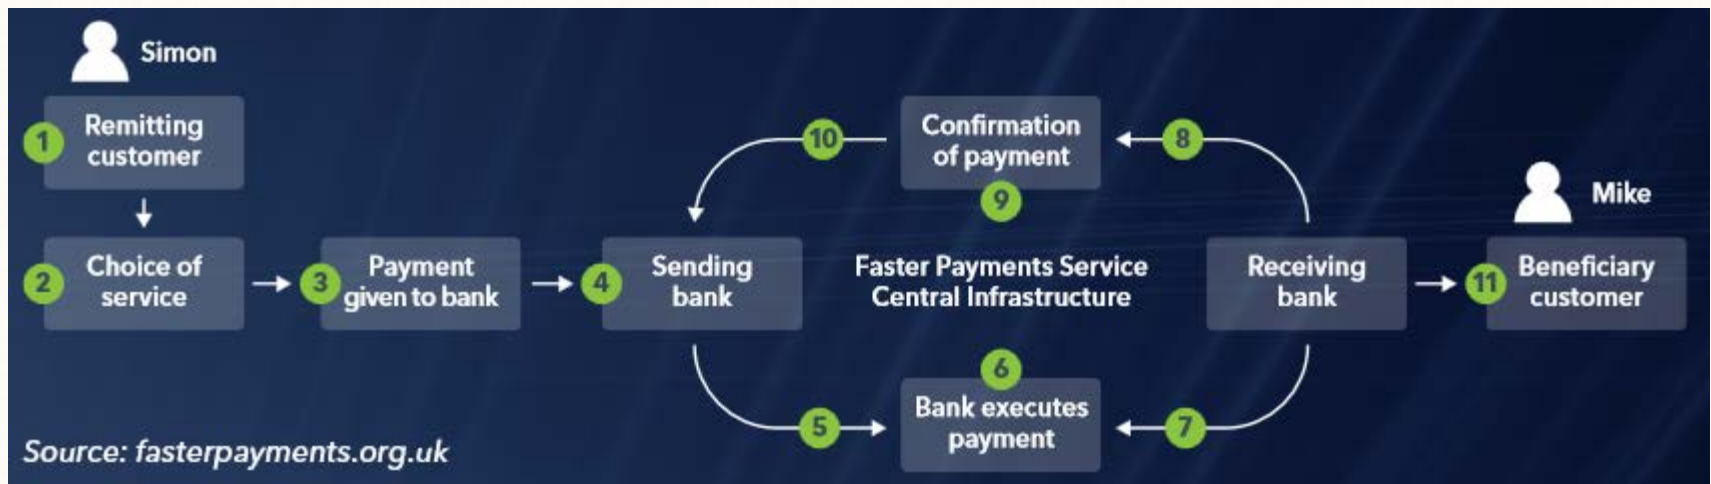 Simon
1
Remitting
customer
2
Choice of
service
3
Payment
given to bank
4
Sending
bank
10
Confirmation
of payment
8
9
Faster Payments Service
Central Infrastructure
6
Bank executes
payment
5
7
Receiving
bank
Mike
11
Beneficiary
customer
Source: fasterpayments.org.uk